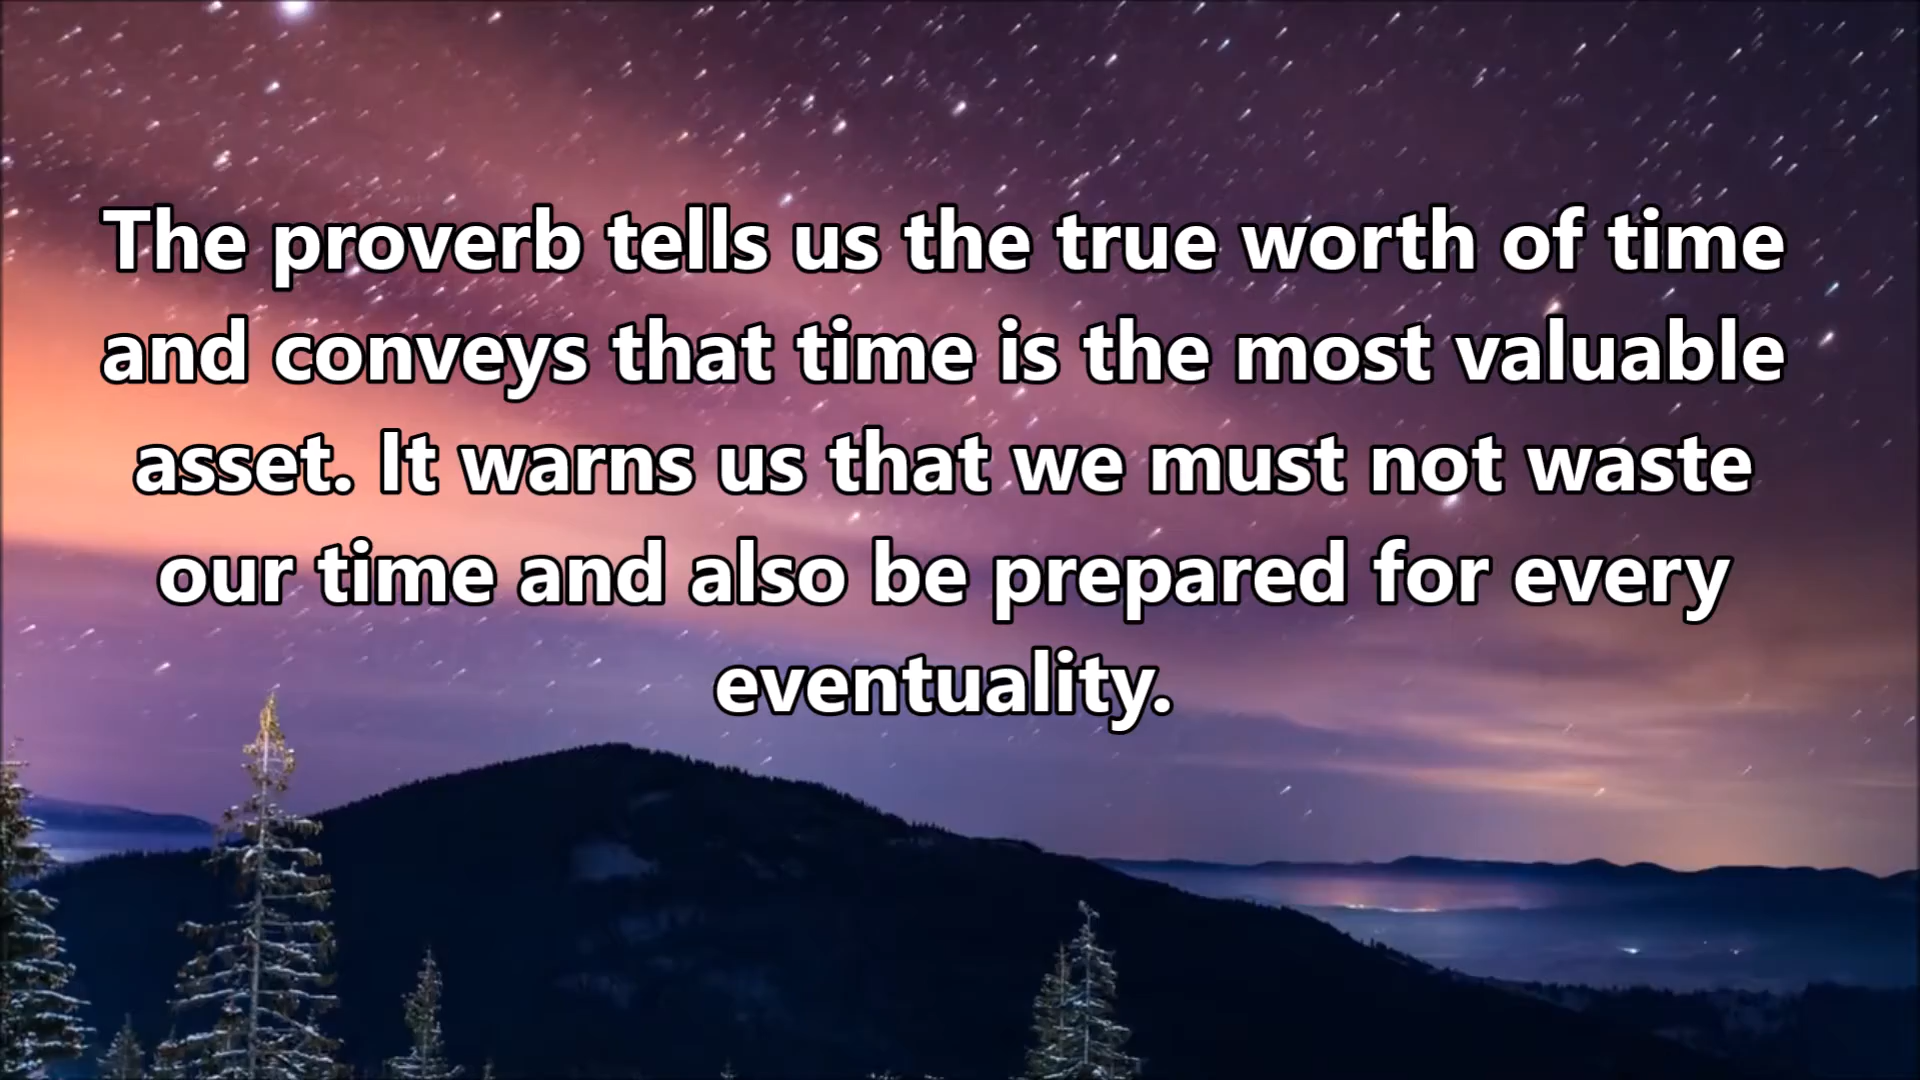 The proverb tells us the true worth of time
and conveys that time is the most valuable
asset. It warns us that we must not waste
our time and also be prepared for every
eventuality.